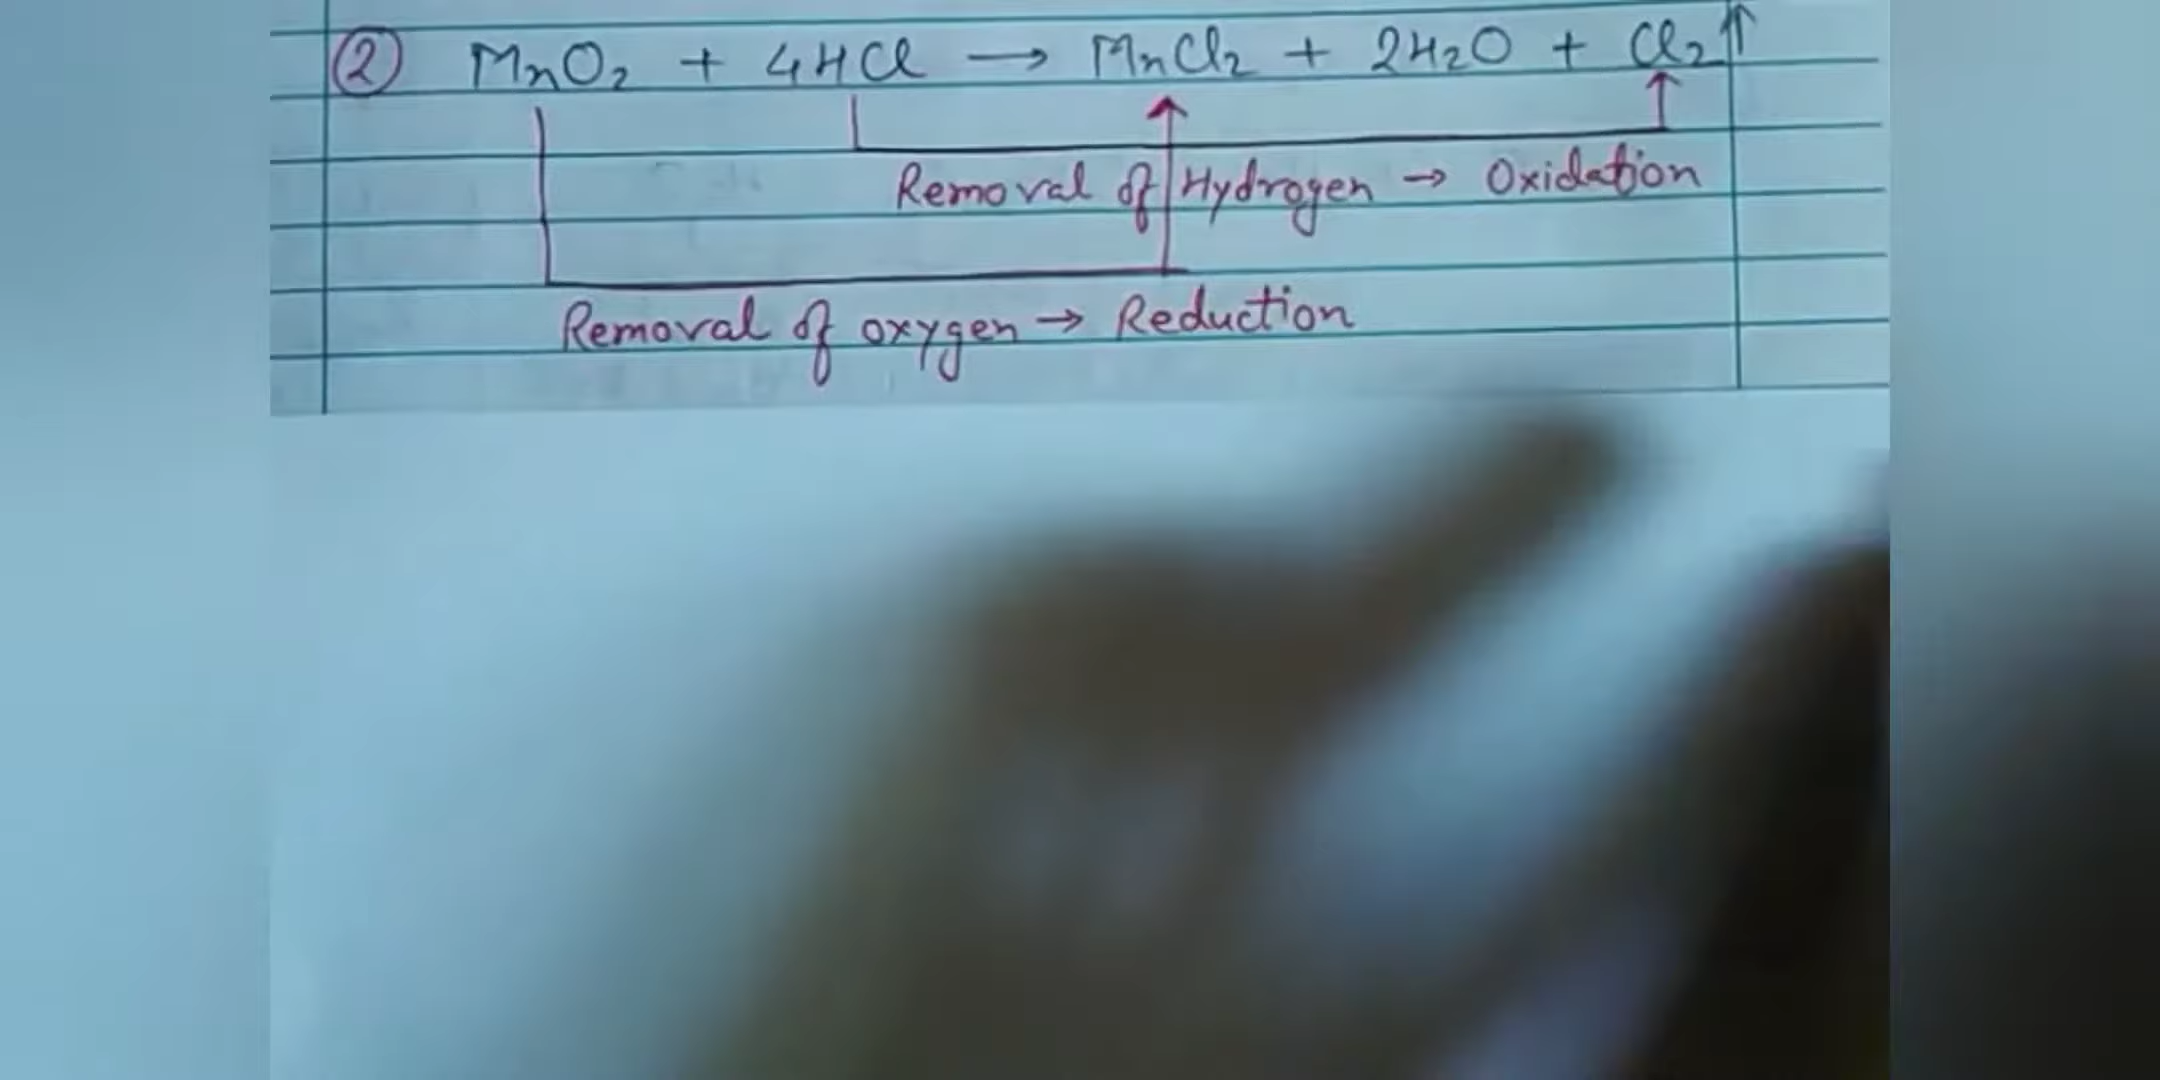 ② MnO₂ + 4HCl → MnCl₂ + 2H₂O + Cl₂↑
Removal of Hydrogen → Oxidation
Removal of oxygen → Reduction